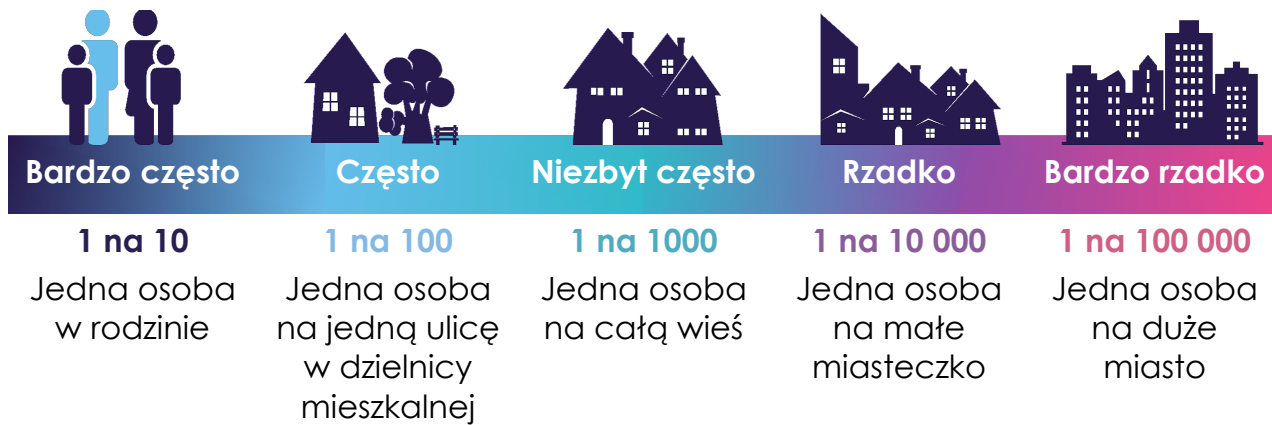 Bardzo często
Często
Niezbyt często
Rzadko
Bardzo rzadko
1 na 10
1 na 100
1 na 1000
1 na 10 000
1 na 100 000
Jedna osoba
w rodzinie
Jedna osoba
na jedną ulicę
w dzielnicy
mieszkalnej
Jedna osoba
na całą wieś
Jedna osoba
na małe
miasteczko
Jedna osoba
na duże
miasto